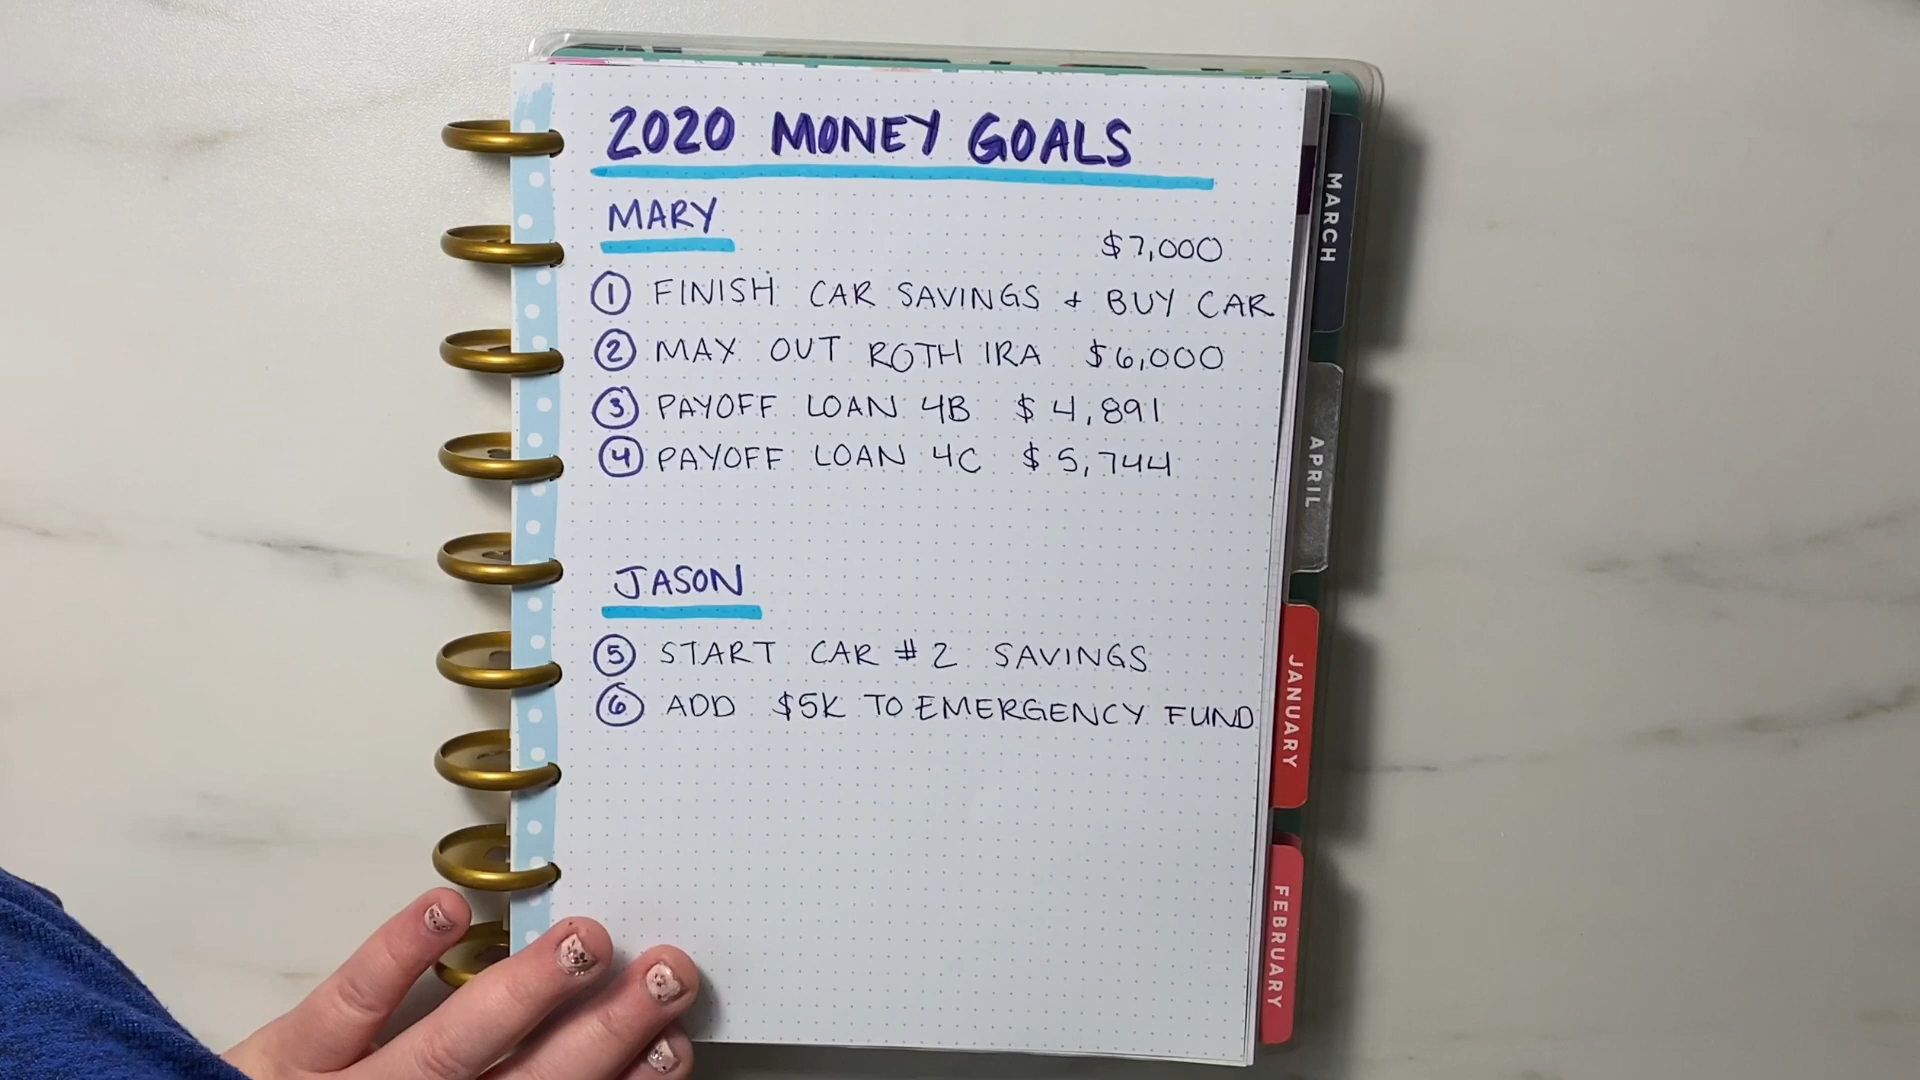 2020 MONEY GOALS
MARY
$7,000
1 FINISH CAR SAVINGS + BUY CAR
2 MAX OUT ROTH IRA $6,000
3 PAYOFF LOAN 4B $4,891
4 PAYOFF LOAN 4C $5,744
JASON
5 START CAR #2 SAVINGS
6 ADD $5K TO EMERGENCY FUND
MARCH
APRIL
JANUARY
FEBRUARY